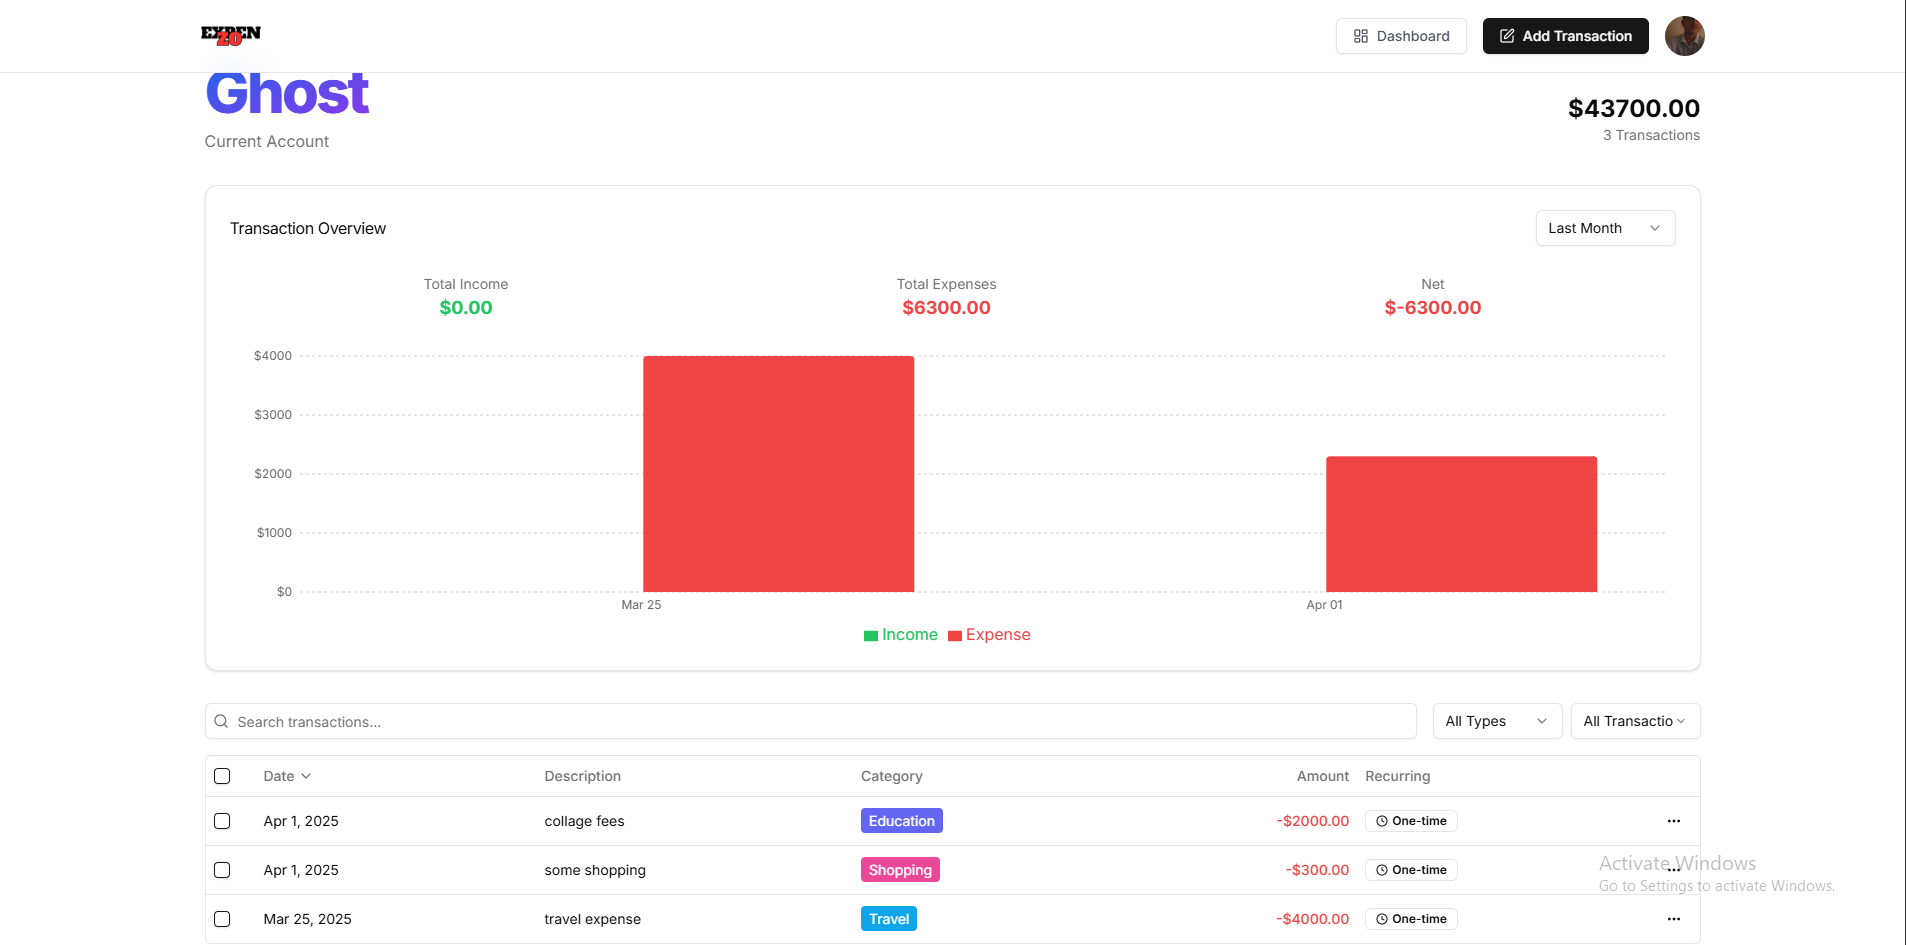 EXPEN
ZO
Dashboard
Add Transaction
Ghost
Current Account
$43700.00
3 Transactions
Transaction Overview
Last Month
Total Income
$0.00
Total Expenses
$6300.00
Net
$-6300.00
$4000
$3000
$2000
$1000
$0
Mar 25
Apr 01
Income
Expense
Search transactions...
All Types
All Transactio
Date Description Category Amount Recurring
Apr 1, 2025 collage fees Education -$2000.00 One-time
Apr 1, 2025 some shopping Shopping -$300.00 One-time
Mar 25, 2025 travel expense Travel -$4000.00 One-time
Activate Windows
Go to Settings to activate Windows.